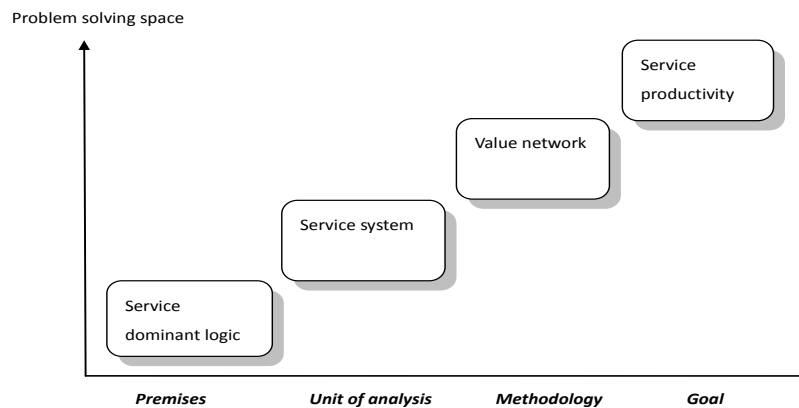 Problem solving space
Service
productivity
Value network
Service system
Service
dominant logic
Premises
Unit of analysis
Methodology
Goal